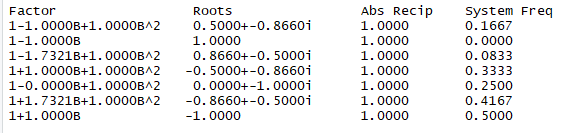 Factor Roots Abs Recip System Freq
1-1.0000B+1.0000B^2 0.5000+-0.8660i 1.0000 0.1667
1-1.0000B 1.0000 1.0000 0.0000
1-1.7321B+1.0000B^2 0.8660+-0.5000i 1.0000 0.0833
1+1.0000B+1.0000B^2 -0.5000+-0.8660i 1.0000 0.3333
1-0.0000B+1.0000B^2 0.0000+-1.0000i 1.0000 0.2500
1+1.7321B+1.0000B^2 -0.8660+-0.5000i 1.0000 0.4167
1+1.0000B -1.0000 1.0000 0.5000